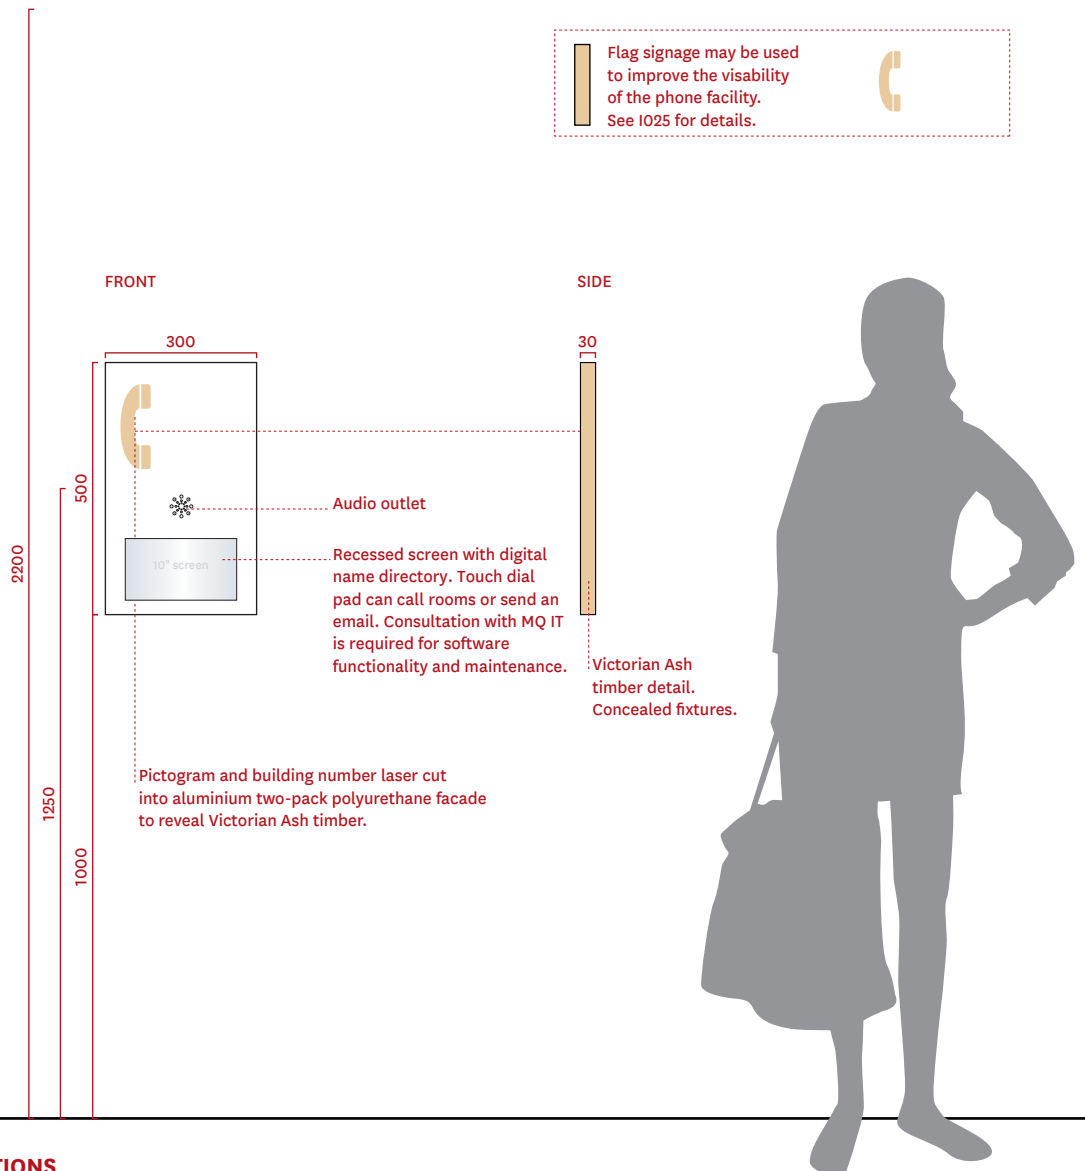 Flag signage may be used
to improve the visability
of the phone facility.
See I025 for details.
FRONT
SIDE
300
30
500
2200
Audio outlet
10" screen
Recessed screen with digital
name directory. Touch dial
pad can call rooms or send an
email. Consultation with MQ IT
is required for software
functionality and maintenance.
Victorian Ash
timber detail.
Concealed fixtures.
Pictogram and building number laser cut
into aluminium two-pack polyurethane facade
to reveal Victorian Ash timber.
1250
1000
TIONS